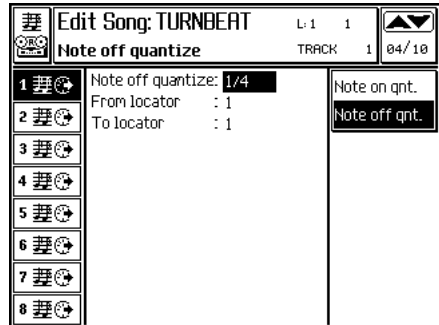 Edit Song: TURNBEAT
L: 1 1
Note off quantize
TRACK 1
04/10
1
2
3
4
5
6
7
8
Note off quantize: 1/4
From locator : 1
To locator : 1
Note on qnt.
Note off qnt.